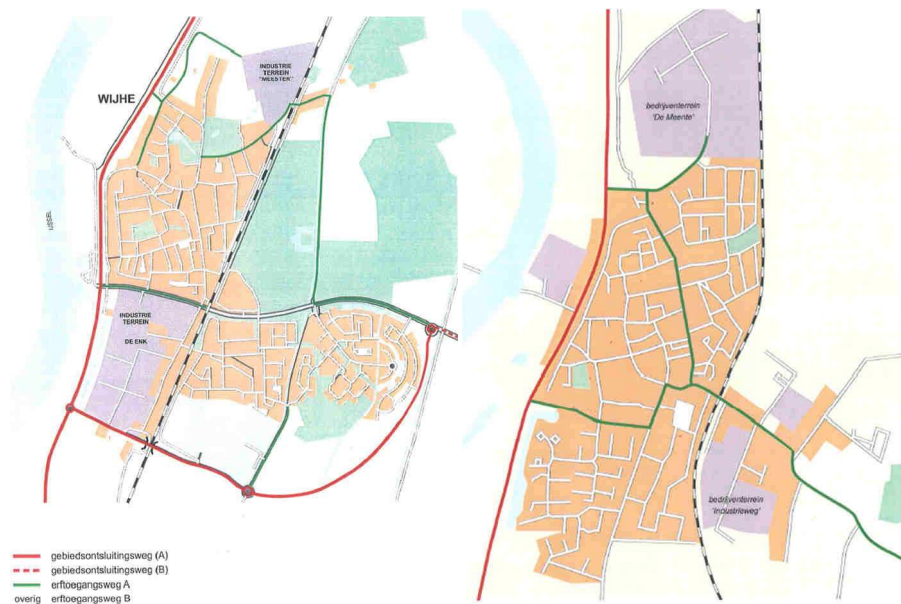 INDUSTRIE
TERREIN
"MEESTER"
WIJHE
IJSSEL
INDUSTRIE
TERREIN
DE ENK
bedrijventerrein
'De Meente'
bedrijventerrein
'Industrieweg'
gebiedsontsluitingsweg (A)
gebiedsontsluitingsweg (B)
erftoegangsweg A
overig erftoegangsweg B